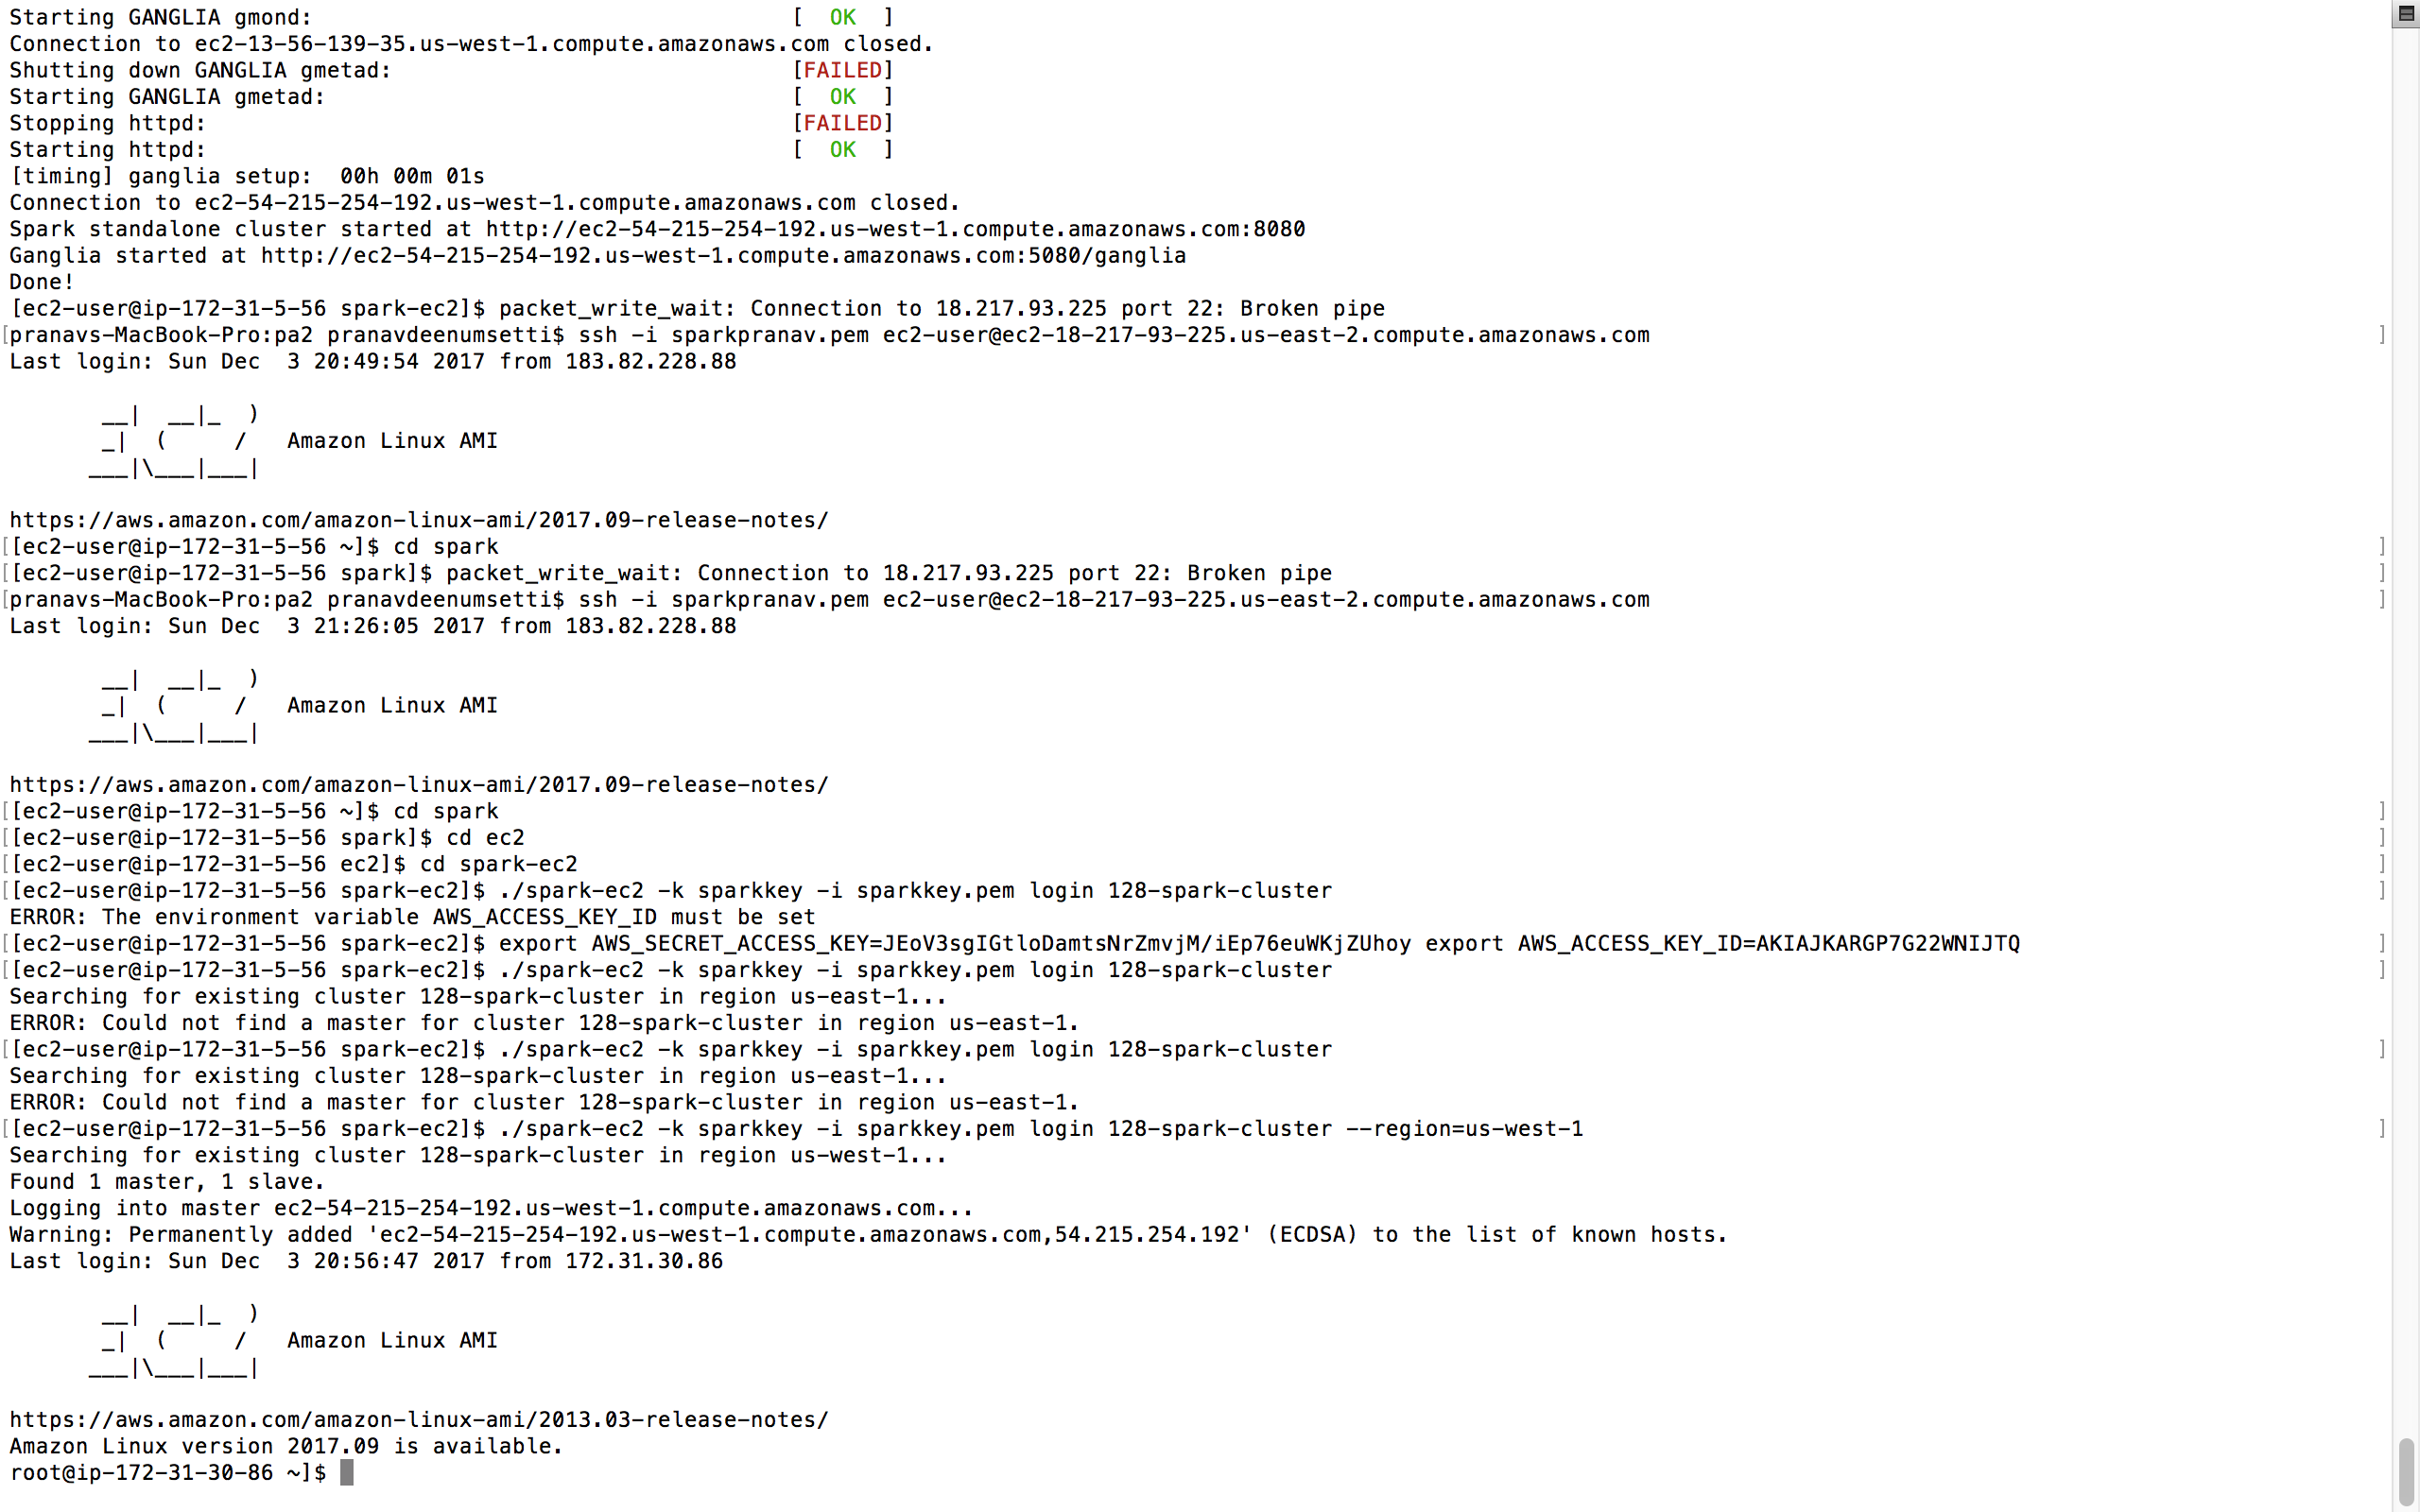 Starting GANGLIA gmond: [ OK ]
Connection to ec2-13-56-139-35.us-west-1.compute.amazonaws.com closed.
Shutting down GANGLIA gmetad: [FAILED]
Starting GANGLIA gmetad: [ OK ]
Stopping httpd: [FAILED]
Starting httpd: [ OK ]
[timing] ganglia setup:  00h 00m 01s
Connection to ec2-54-215-254-192.us-west-1.compute.amazonaws.com closed.
Spark standalone cluster started at http://ec2-54-215-254-192.us-west-1.compute.amazonaws.com:8080
Ganglia started at http://ec2-54-215-254-192.us-west-1.compute.amazonaws.com:5080/ganglia
Done!
[ec2-user@ip-172-31-5-56 spark-ec2]$ packet_write_wait: Connection to 18.217.93.225 port 22: Broken pipe
[pranavs-MacBook-Pro:pa2 pranavdeenumsetti$ ssh -i sparkpranav.pem ec2-user@ec2-18-217-93-225.us-east-2.compute.amazonaws.com ]
Last login: Sun Dec  3 20:49:54 2017 from 183.82.228.88
       __|  __|_  )
       _|  (     /   Amazon Linux AMI
      ___|\___|___|
https://aws.amazon.com/amazon-linux-ami/2017.09-release-notes/
[[ec2-user@ip-172-31-5-56 ~]$ cd spark ]
[[ec2-user@ip-172-31-5-56 spark]$ packet_write_wait: Connection to 18.217.93.225 port 22: Broken pipe ]
[pranavs-MacBook-Pro:pa2 pranavdeenumsetti$ ssh -i sparkpranav.pem ec2-user@ec2-18-217-93-225.us-east-2.compute.amazonaws.com ]
Last login: Sun Dec  3 21:26:05 2017 from 183.82.228.88
       __|  __|_  )
       _|  (     /   Amazon Linux AMI
      ___|\___|___|
https://aws.amazon.com/amazon-linux-ami/2017.09-release-notes/
[[ec2-user@ip-172-31-5-56 ~]$ cd spark ]
[[ec2-user@ip-172-31-5-56 spark]$ cd ec2 ]
[[ec2-user@ip-172-31-5-56 ec2]$ cd spark-ec2 ]
[[ec2-user@ip-172-31-5-56 spark-ec2]$ ./spark-ec2 -k sparkkey -i sparkkey.pem login 128-spark-cluster ]
ERROR: The environment variable AWS_ACCESS_KEY_ID must be set
[[ec2-user@ip-172-31-5-56 spark-ec2]$ export AWS_SECRET_ACCESS_KEY=JEoV3sgIGtloDamtsNrZmvjM/iEp76euWKjZUhoy export AWS_ACCESS_KEY_ID=AKIAJKARGP7G22WNIJTQ ]
[[ec2-user@ip-172-31-5-56 spark-ec2]$ ./spark-ec2 -k sparkkey -i sparkkey.pem login 128-spark-cluster ]
Searching for existing cluster 128-spark-cluster in region us-east-1...
ERROR: Could not find a master for cluster 128-spark-cluster in region us-east-1.
[[ec2-user@ip-172-31-5-56 spark-ec2]$ ./spark-ec2 -k sparkkey -i sparkkey.pem login 128-spark-cluster ]
Searching for existing cluster 128-spark-cluster in region us-east-1...
ERROR: Could not find a master for cluster 128-spark-cluster in region us-east-1.
[[ec2-user@ip-172-31-5-56 spark-ec2]$ ./spark-ec2 -k sparkkey -i sparkkey.pem login 128-spark-cluster --region=us-west-1 ]
Searching for existing cluster 128-spark-cluster in region us-west-1...
Found 1 master, 1 slave.
Logging into master ec2-54-215-254-192.us-west-1.compute.amazonaws.com...
Warning: Permanently added 'ec2-54-215-254-192.us-west-1.compute.amazonaws.com,54.215.254.192' (ECDSA) to the list of known hosts.
Last login: Sun Dec  3 20:56:47 2017 from 172.31.30.86
       __|  __|_  )
       _|  (     /   Amazon Linux AMI
      ___|\___|___|
https://aws.amazon.com/amazon-linux-ami/2013.03-release-notes/
Amazon Linux version 2017.09 is available.
root@ip-172-31-30-86 ~]$